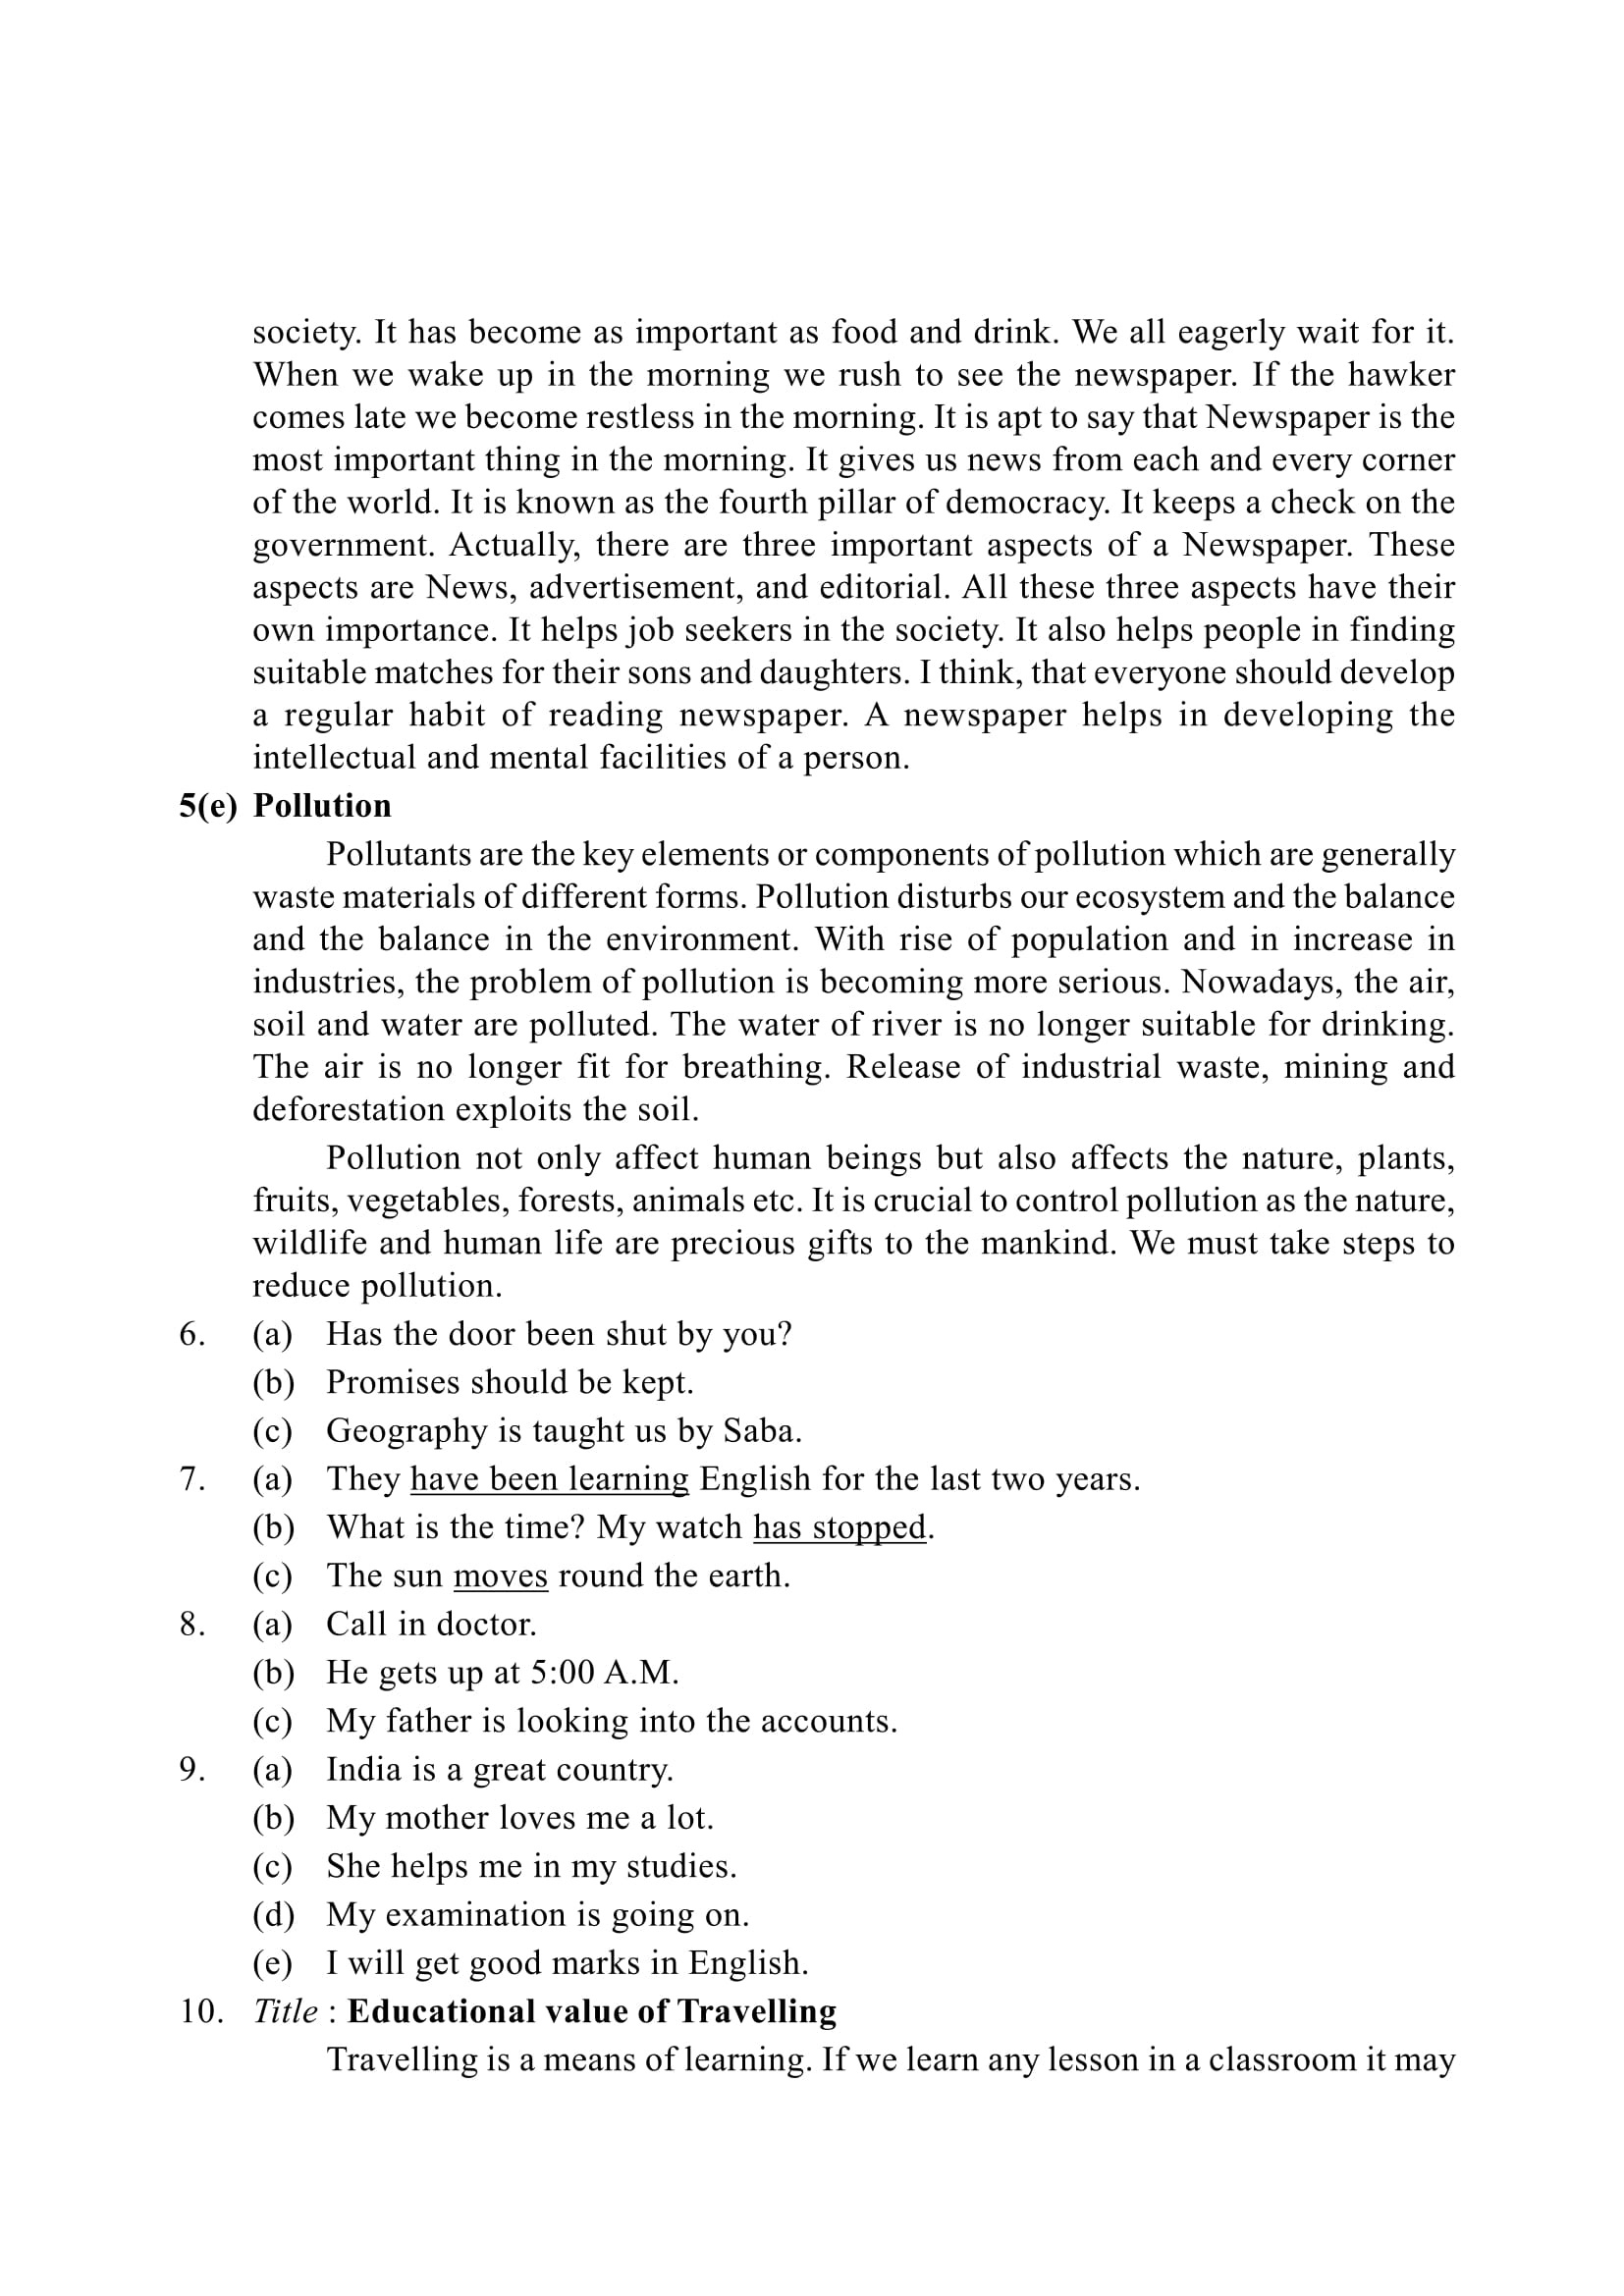 society. It has become as important as food and drink. We all eagerly wait for it.
When we wake up in the morning we rush to see the newspaper. If the hawker
comes late we become restless in the morning. It is apt to say that Newspaper is the
most important thing in the morning. It gives us news from each and every corner
of the world. It is known as the fourth pillar of democracy. It keeps a check on the
government. Actually, there are three important aspects of a Newspaper. These
aspects are News, advertisement, and editorial. All these three aspects have their
own importance. It helps job seekers in the society. It also helps people in finding
suitable matches for their sons and daughters. I think, that everyone should develop
a regular habit of reading newspaper. A newspaper helps in developing the
intellectual and mental facilities of a person.
5(e) Pollution
Pollutants are the key elements or components of pollution which are generally
waste materials of different forms. Pollution disturbs our ecosystem and the balance
and the balance in the environment. With rise of population and in increase in
industries, the problem of pollution is becoming more serious. Nowadays, the air,
soil and water are polluted. The water of river is no longer suitable for drinking.
The air is no longer fit for breathing. Release of industrial waste, mining and
deforestation exploits the soil.
Pollution not only affect human beings but also affects the nature, plants,
fruits, vegetables, forests, animals etc. It is crucial to control pollution as the nature,
wildlife and human life are precious gifts to the mankind. We must take steps to
reduce pollution.
6. (a) Has the door been shut by you?
(b) Promises should be kept.
(c) Geography is taught us by Saba.
7. (a) They have been learning English for the last two years.
(b) What is the time? My watch has stopped.
(c) The sun moves round the earth.
8. (a) Call in doctor.
(b) He gets up at 5:00 A.M.
(c) My father is looking into the accounts.
9. (a) India is a great country.
(b) My mother loves me a lot.
(c) She helps me in my studies.
(d) My examination is going on.
(e) I will get good marks in English.
10. Title : Educational value of Travelling
Travelling is a means of learning. If we learn any lesson in a classroom it may